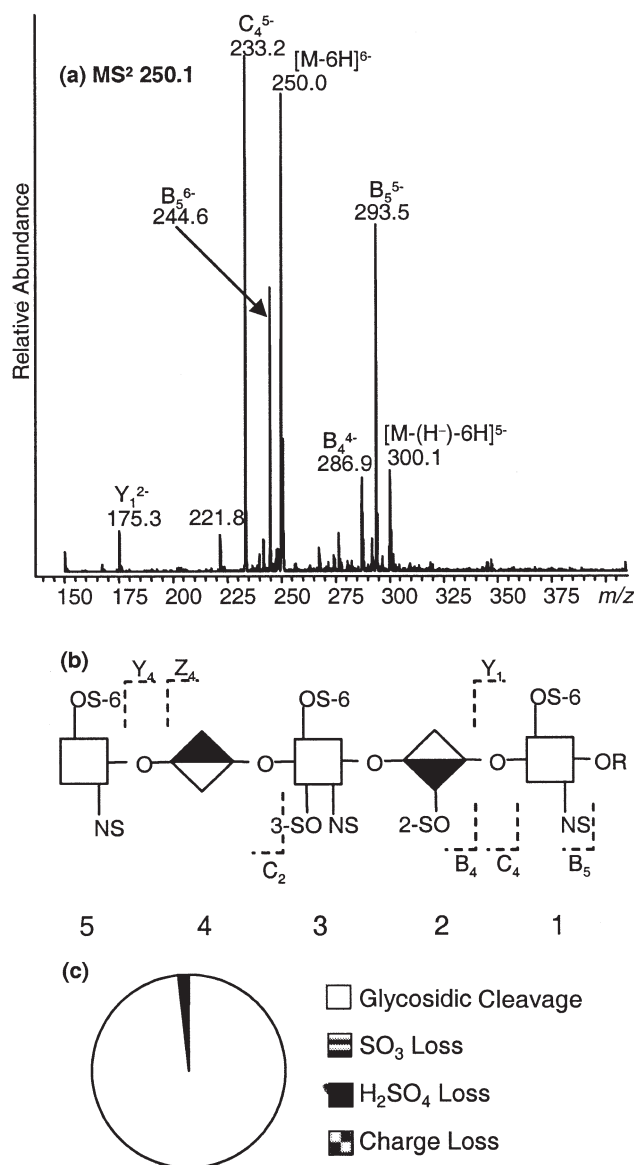 (a) MS² 250.1
C₄⁵⁻
233.2
[M-6H]⁶⁻
250.0
B₅⁶⁻
244.6
B₅⁵⁻
293.5
B₄⁴⁻
286.9
[M-(H⁻)-6H]⁵⁻
300.1
Y₁²⁻
175.3
221.8
Relative Abundance
150 175 200 225 250 275 300 325 350 375 m/z
(b)
Y₄ Z₄ Y₁
OS-6 OS-6 OS-6
O O O O OR
NS 3-SO NS 2-SO NS
C₂ B₄ C₄ B₅
5 4 3 2 1
(c)
Glycosidic Cleavage
SO₃ Loss
H₂SO₄ Loss
Charge Loss